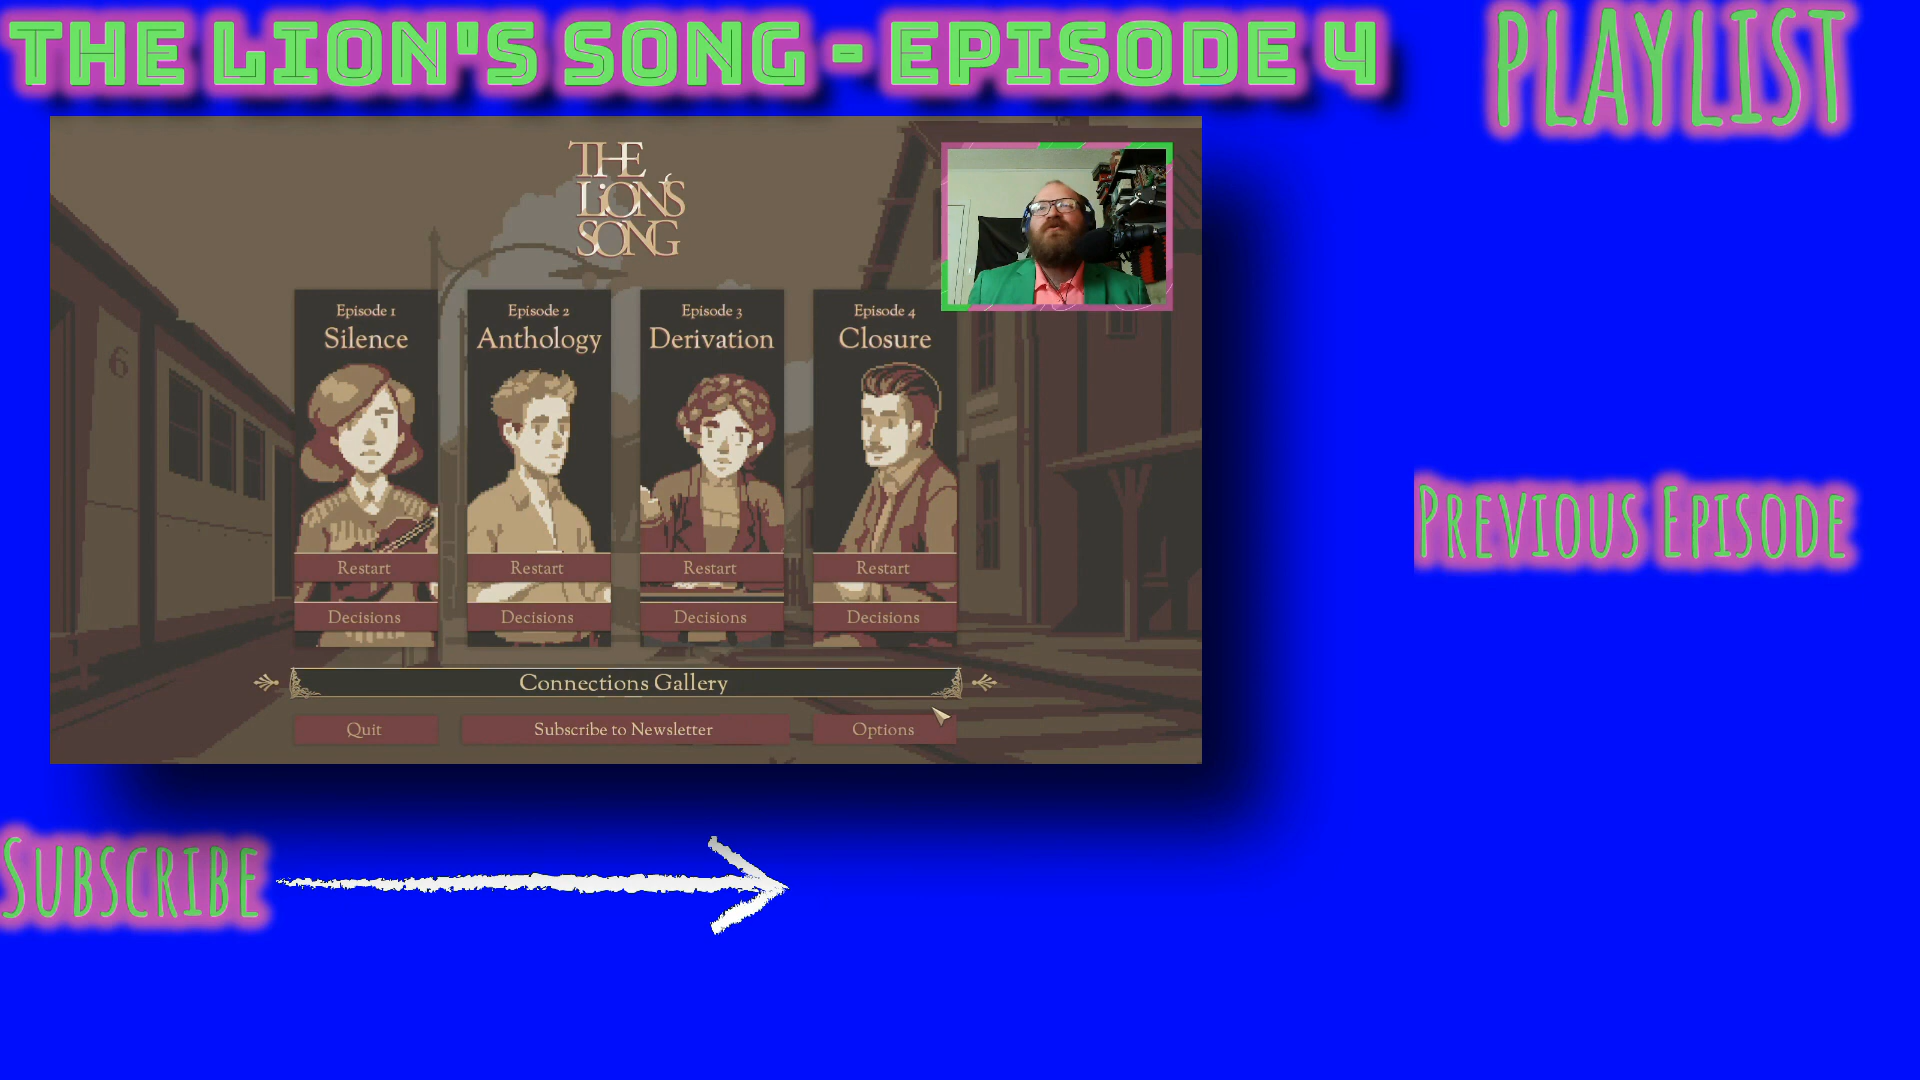 THE LION'S SONG - EPISODE 4
PLAYLIST
THE
LION'S
SONG
Episode 1
Silence
Episode 2
Anthology
Episode 3
Derivation
Episode 4
Closure
6
Previous Episode
Restart
Restart
Restart
Restart
Decisions
Decisions
Decisions
Decisions
Connections Gallery
Quit
Subscribe to Newsletter
Options
Subscribe